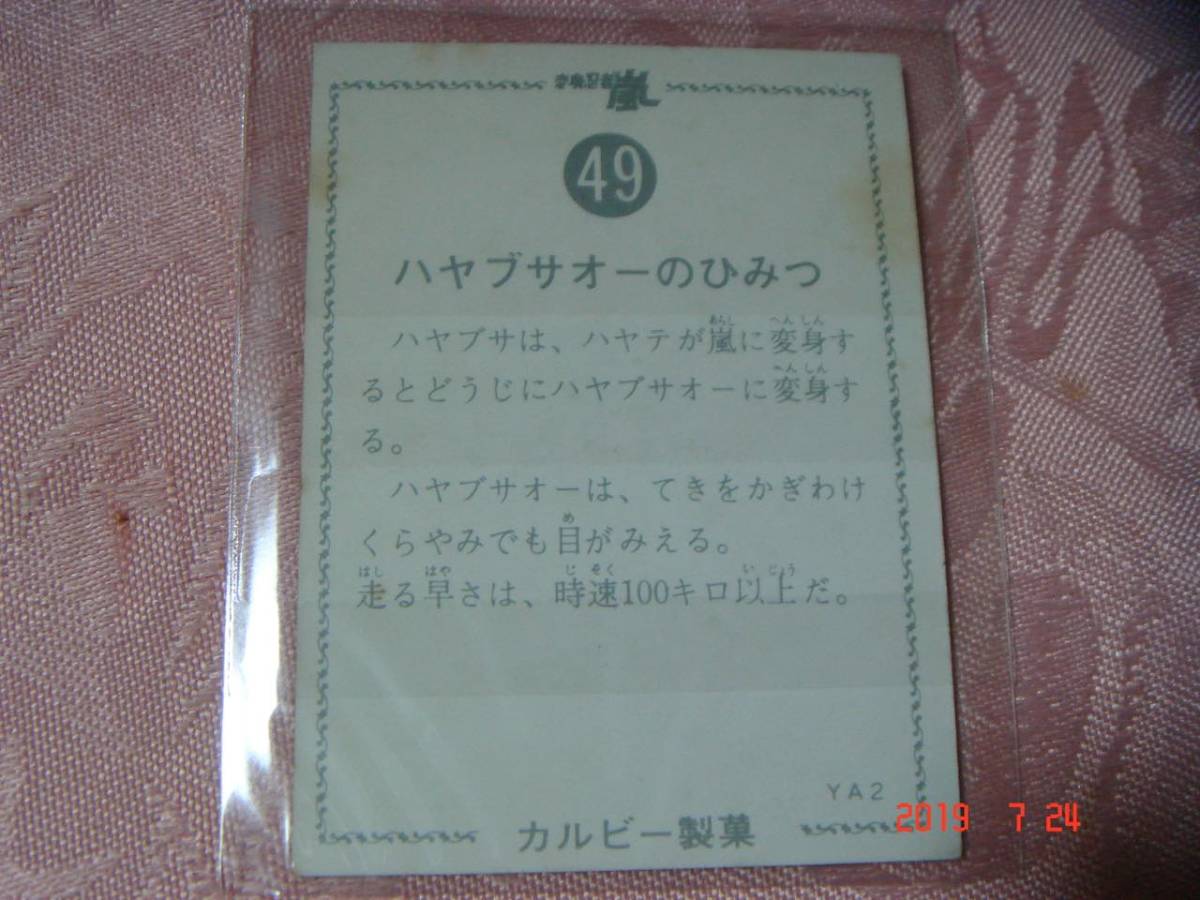 変身忍者嵐
49
ハヤブサオーのひみつ
ハヤブサは、ハヤテが嵐に変身す
るとどうじにハヤブサオーに変身す
る。
ハヤブサオーは、てきをかぎわけ
くらやみでも目がみえる。
走る早さは、時速100キロ以上だ。
YA2
カルビー製菓
2019 7 24